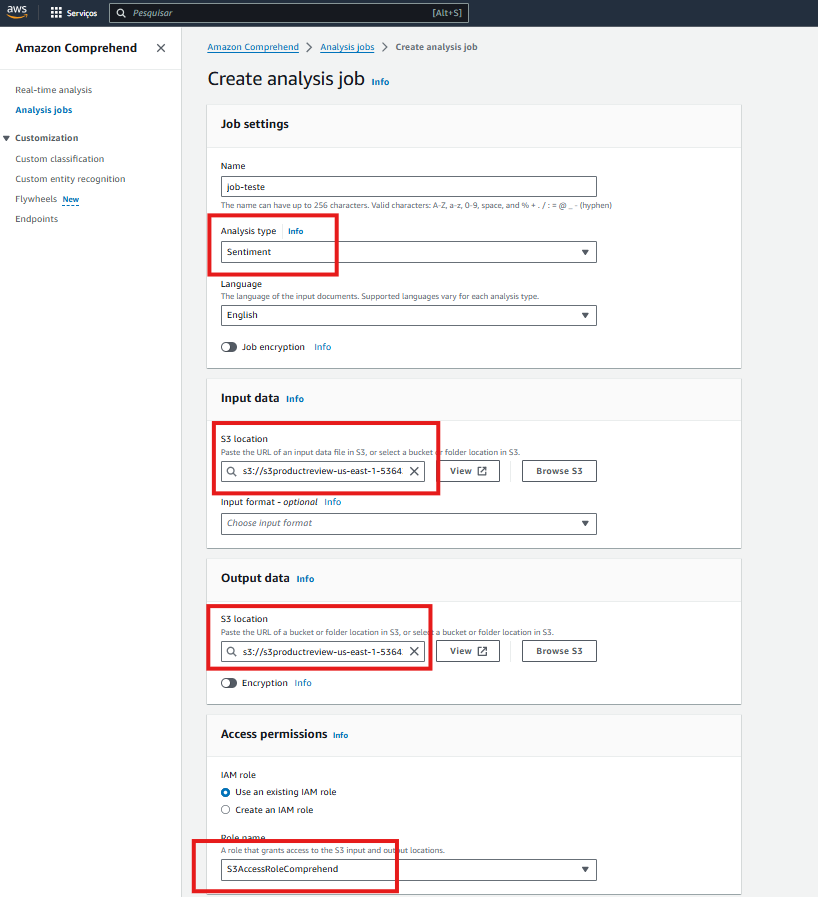 aws Serviços Pesquisar [Alt+S]
Amazon Comprehend
Real-time analysis
Analysis jobs
Customization
Custom classification
Custom entity recognition
Flywheels New
Endpoints
Amazon Comprehend > Analysis jobs > Create analysis job
Create analysis job Info
Job settings
Name
job-teste
The name can have up to 256 characters. Valid characters: A-Z, a-z, 0-9, space, and % + . / : = @ _ - (hyphen)
Analysis type Info
Sentiment
Language
The language of the input documents. Supported languages vary for each analysis type.
English
Job encryption Info
Input data Info
S3 location
Paste the URL of an input data file in S3, or select a bucket or folder location in S3.
s3://s3productreview-us-east-1-5364 View Browse S3
Input format - optional Info
Choose input format
Output data Info
S3 location
Paste the URL of a bucket or folder location in S3, or select a bucket or folder location in S3.
s3://s3productreview-us-east-1-5364 View Browse S3
Encryption Info
Access permissions Info
IAM role
Use an existing IAM role
Create an IAM role
Role name
A role that grants access to the S3 input and output locations.
S3AccessRoleComprehend